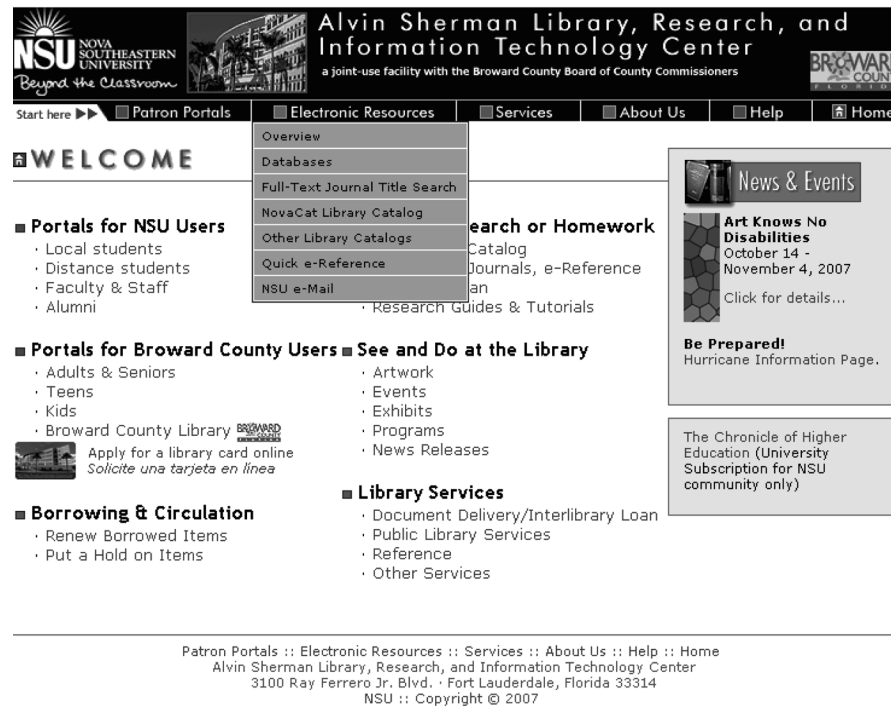 NSU NOVA SOUTHEASTERN UNIVERSITY
Beyond the Classroom
Alvin Sherman Library, Research, and
Information Technology Center
a joint-use facility with the Broward County Board of County Commissioners
BROWAR
COUN
FLORID
Start here
Patron Portals
Electronic Resources
Services
About Us
Help
Home
Overview
Databases
Full-Text Journal Title Search
NovaCat Library Catalog
Other Library Catalogs
Quick e-Reference
NSU e-Mail
WELCOME
Portals for NSU Users
· Local students
· Distance students
· Faculty & Staff
· Alumni
earch or Homework
Catalog
Journals, e-Reference
an
· Research Guides & Tutorials
Portals for Broward County Users
· Adults & Seniors
· Teens
· Kids
· Broward County Library BROWARD COUNTY
Apply for a library card online
Solicite una tarjeta en línea
See and Do at the Library
· Artwork
· Events
· Exhibits
· Programs
· News Releases
Borrowing & Circulation
· Renew Borrowed Items
· Put a Hold on Items
Library Services
· Document Delivery/Interlibrary Loan
· Public Library Services
· Reference
· Other Services
News & Events
Art Knows No
Disabilities
October 14 -
November 4, 2007
Click for details...
Be Prepared!
Hurricane Information Page.
The Chronicle of Higher
Education (University
Subscription for NSU
community only)
Patron Portals :: Electronic Resources :: Services :: About Us :: Help :: Home
Alvin Sherman Library, Research, and Information Technology Center
3100 Ray Ferrero Jr. Blvd. · Fort Lauderdale, Florida 33314
NSU :: Copyright © 2007